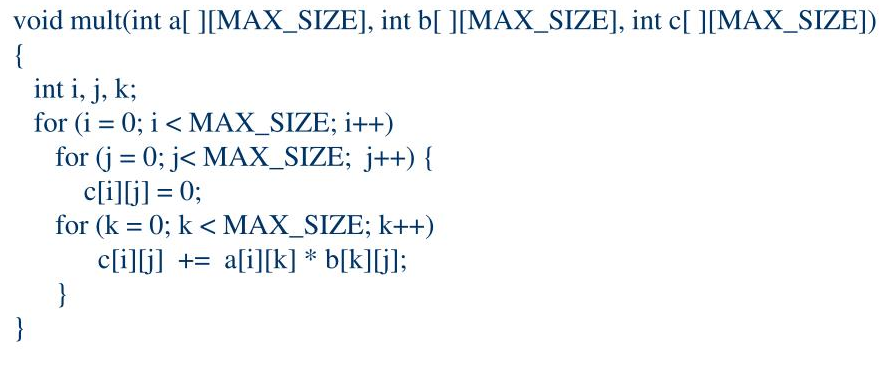 void mult(int a[ ][MAX_SIZE], int b[ ][MAX_SIZE], int c[ ][MAX_SIZE])
{
int i, j, k;
for (i = 0; i < MAX_SIZE; i++)
for (j = 0; j< MAX_SIZE; j++) {
c[i][j] = 0;
for (k = 0; k < MAX_SIZE; k++)
c[i][j] += a[i][k] * b[k][j];
}
}